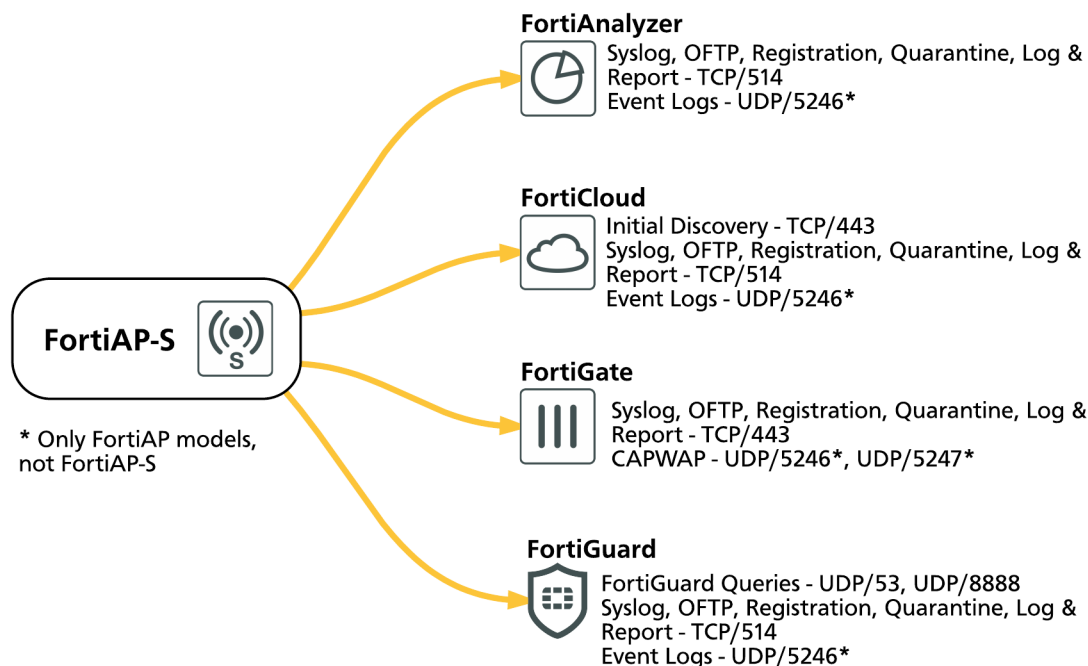 FortiAnalyzer
Syslog, OFTP, Registration, Quarantine, Log &
Report - TCP/514
Event Logs - UDP/5246*
FortiCloud
Initial Discovery - TCP/443
Syslog, OFTP, Registration, Quarantine, Log &
Report - TCP/514
Event Logs - UDP/5246*
FortiAP-S
S
* Only FortiAP models,
not FortiAP-S
FortiGate
Syslog, OFTP, Registration, Quarantine, Log &
Report - TCP/443
CAPWAP - UDP/5246*, UDP/5247*
FortiGuard
FortiGuard Queries - UDP/53, UDP/8888
Syslog, OFTP, Registration, Quarantine, Log &
Report - TCP/514
Event Logs - UDP/5246*